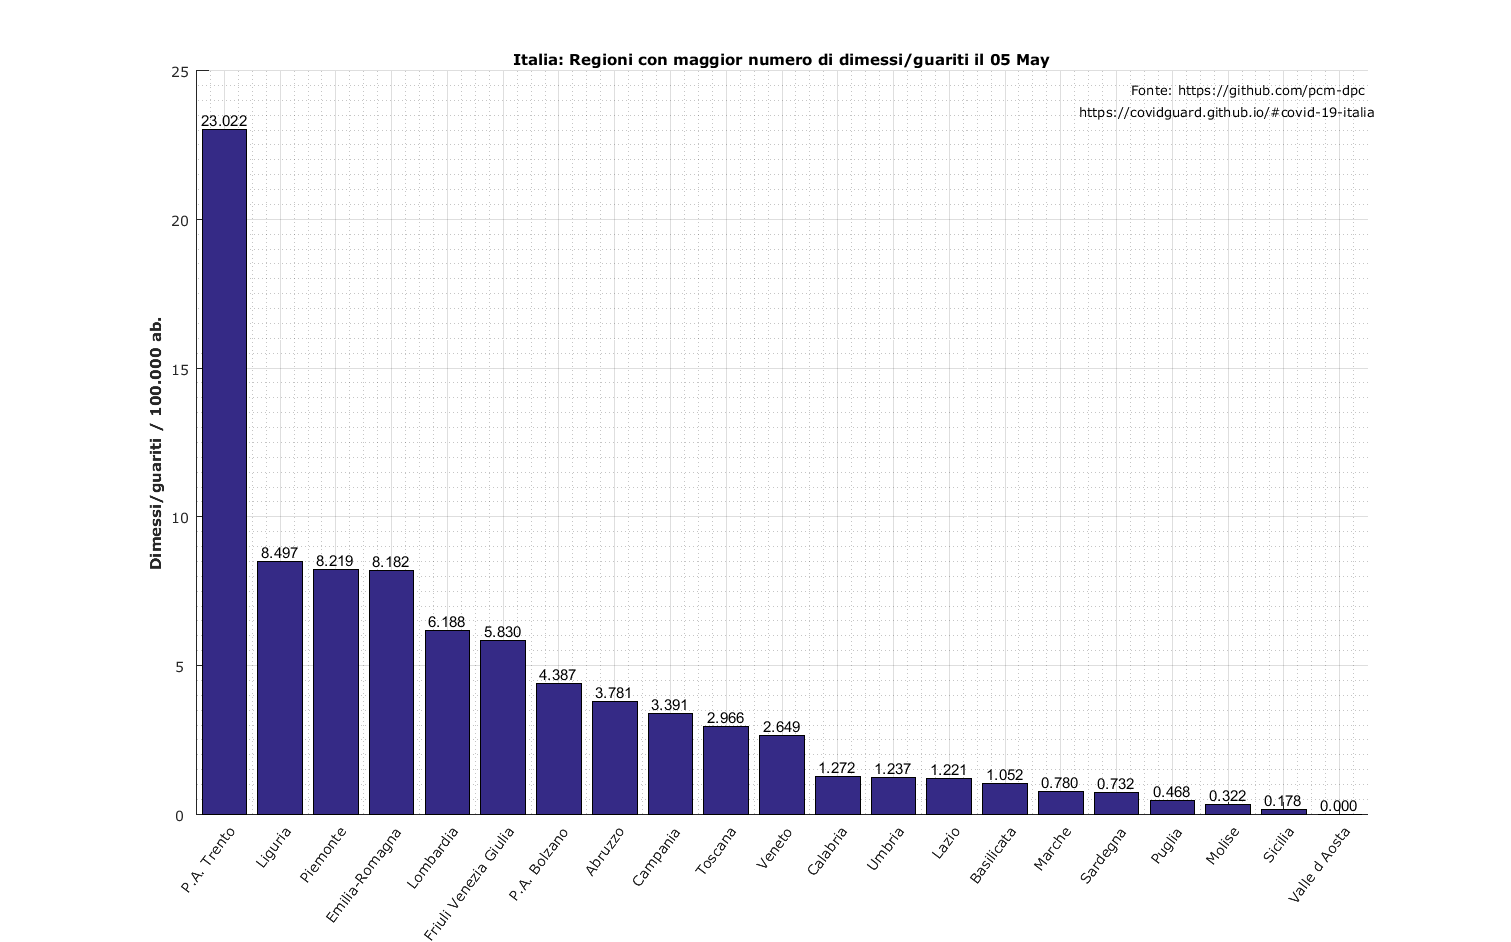 Italia: Regioni con maggior numero di dimessi/guariti il 05 May
Fonte: https://github.com/pcm-dpc
https://covidguard.github.io/#covid-19-italia
Dimessi/guariti / 100.000 ab.
25
20
15
10
5
0
23.022
8.497
8.219
8.182
6.188
5.830
4.387
3.781
3.391
2.966
2.649
1.272
1.237
1.221
1.052
0.780
0.732
0.468
0.322
0.178
0.000
P.A. Trento
Liguria
Piemonte
Emilia-Romagna
Lombardia
Friuli Venezia Giulia
P.A. Bolzano
Abruzzo
Campania
Toscana
Veneto
Calabria
Umbria
Lazio
Basilicata
Marche
Sardegna
Puglia
Molise
Sicilia
Valle d Aosta